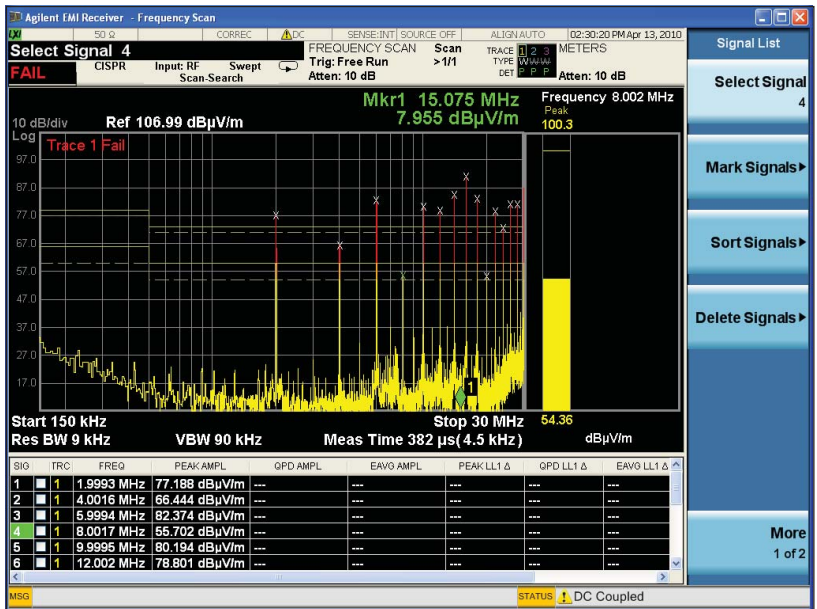 Agilent EMI Receiver - Frequency Scan
LXI 50 Ω CORREC DC SENSE:INT SOURCE OFF ALIGN AUTO 02:30:20 PM Apr 13, 2010
Select Signal 4
FREQUENCY SCAN Scan TRACE 1 2 3 METERS
FAIL CISPR Input: RF Swept Trig: Free Run >1/1 TYPE W W W
Scan-Search Atten: 10 dB DET P P P Atten: 10 dB
Mkr1 15.075 MHz
7.955 dBµV/m
Frequency 8.002 MHz
Peak
100.3
10 dB/div Ref 106.99 dBµV/m
Log
Trace 1 Fail
97.0
87.0
77.0
67.0
57.0
47.0
37.0
27.0
17.0
1
Start 150 kHz Stop 30 MHz
Res BW 9 kHz VBW 90 kHz Meas Time 382 µs (4.5 kHz)
54.36
dBµV/m
SIG TRC FREQ PEAK AMPL QPD AMPL EAVG AMPL PEAK LL1 Δ QPD LL1 Δ EAVG LL1 Δ
1 1 1.9993 MHz 77.188 dBµV/m --- --- --- --- ---
2 1 4.0016 MHz 66.444 dBµV/m --- --- --- --- ---
3 1 5.9994 MHz 82.374 dBµV/m --- --- --- --- ---
4 1 8.0017 MHz 55.702 dBµV/m --- --- --- --- ---
5 1 9.9995 MHz 80.194 dBµV/m --- --- --- --- ---
6 1 12.002 MHz 78.801 dBµV/m --- --- --- --- ---
MSG STATUS DC Coupled
Signal List
Select Signal
4
Mark Signals
Sort Signals
Delete Signals
More
1 of 2